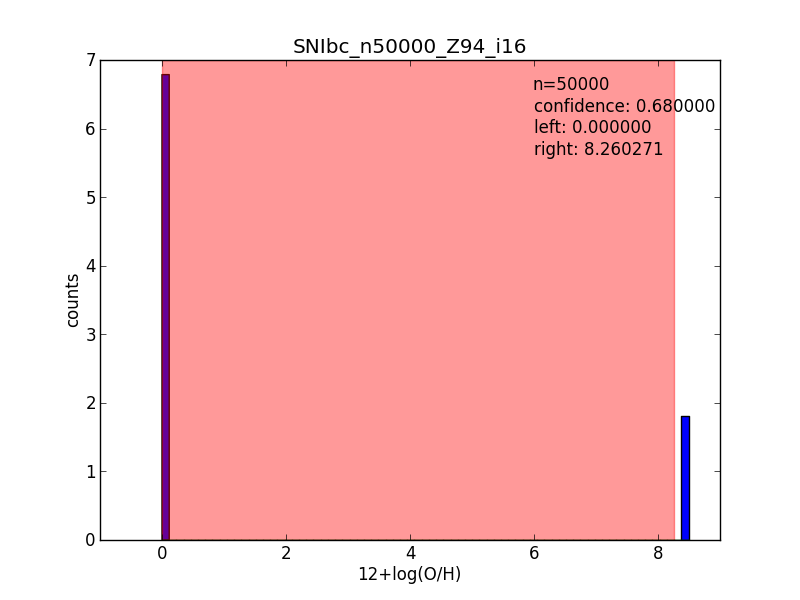 SNIbc_n50000_Z94_i16
n=50000
confidence: 0.680000
left: 0.000000
right: 8.260271
7
6
5
4
3
2
1
0
counts
0 2 4 6 8
12+log(O/H)